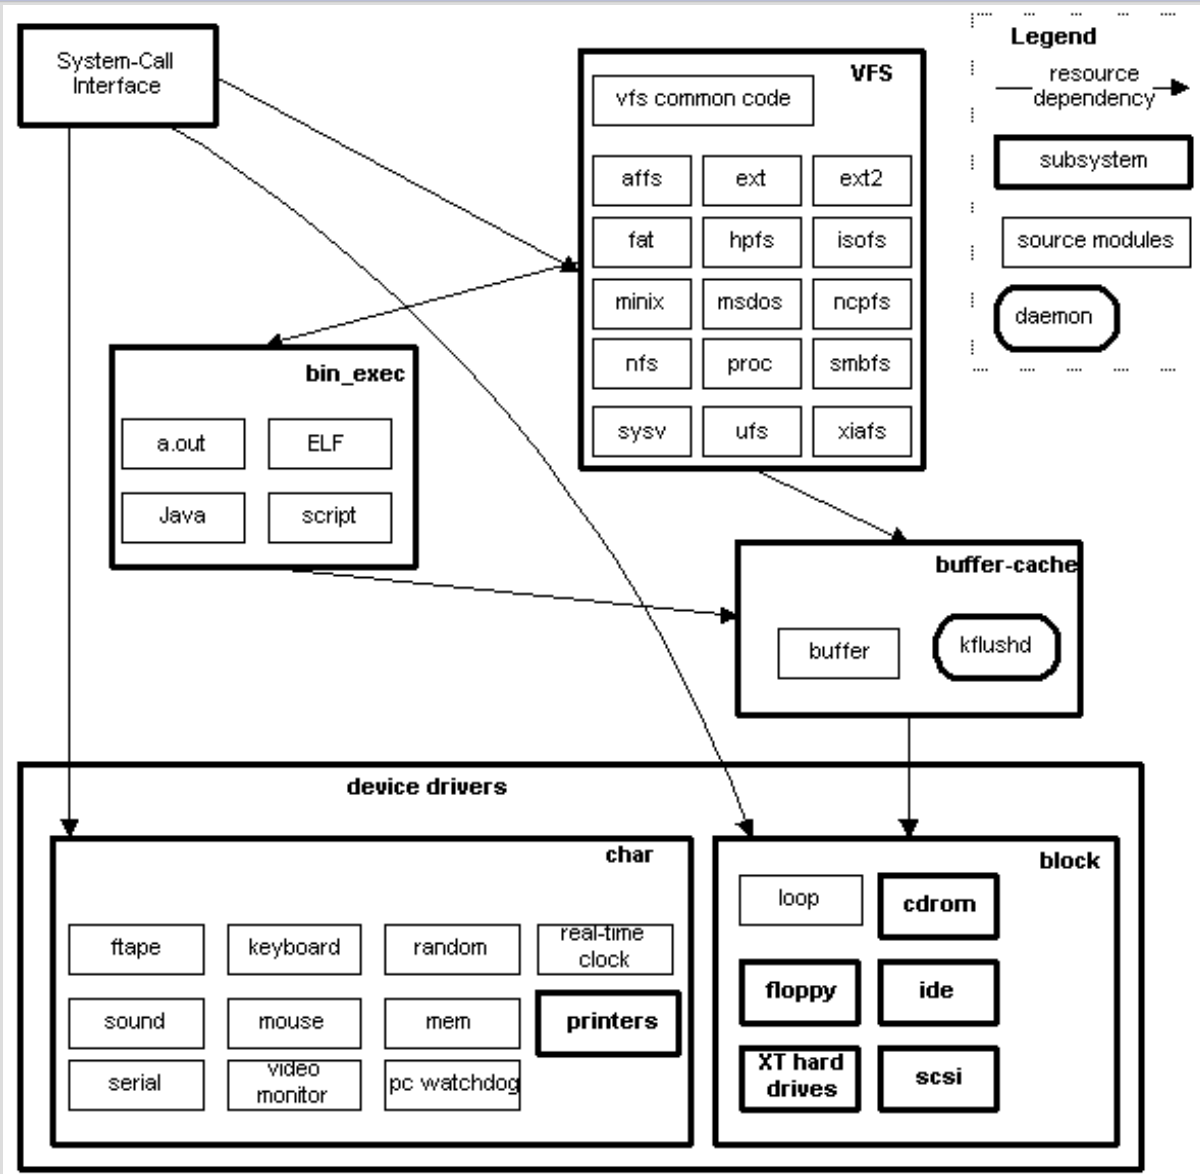 System-Call
Interface
VFS
vfs common code
affs
ext
ext2
fat
hpfs
isofs
minix
msdos
ncpfs
nfs
proc
smbfs
sysv
ufs
xiafs
Legend
resource
dependency
subsystem
source modules
daemon
bin_exec
a.out
ELF
Java
script
buffer-cache
buffer
kflushd
device drivers
char
ftape
keyboard
random
real-time
clock
sound
mouse
mem
printers
serial
video
monitor
pc watchdog
block
loop
cdrom
floppy
ide
XT hard
drives
scsi